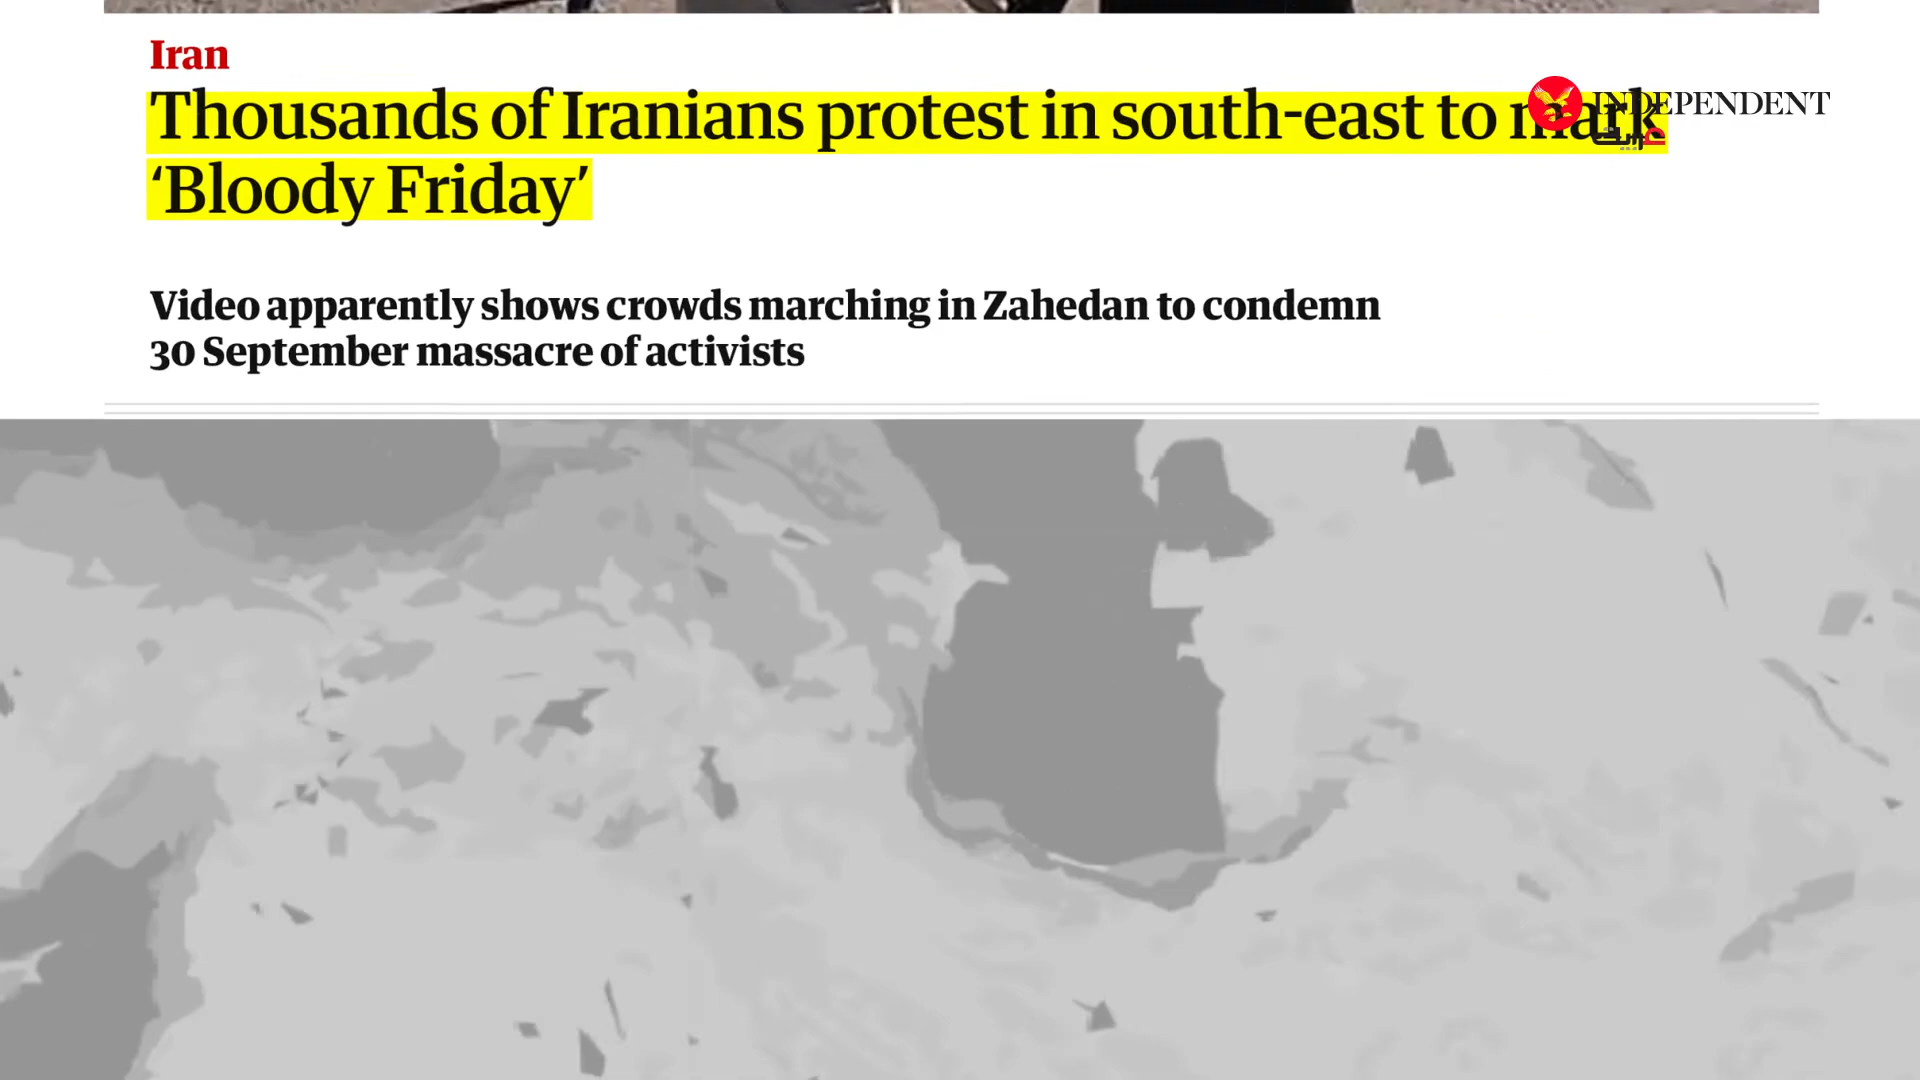 Iran
Thousands of Iranians protest in south-east to mark
‘Bloody Friday’
INDEPENDENT
عربية
Video apparently shows crowds marching in Zahedan to condemn
30 September massacre of activists